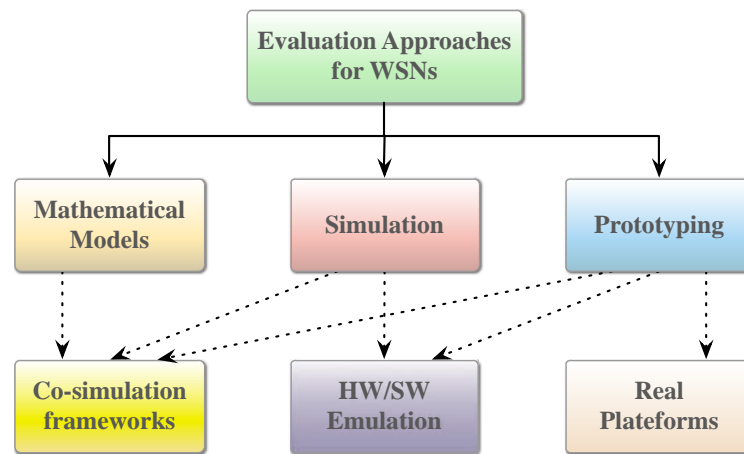 Evaluation Approaches
for WSNs
Mathematical
Models
Simulation
Prototyping
Co-simulation
frameworks
HW/SW
Emulation
Real
Plateforms